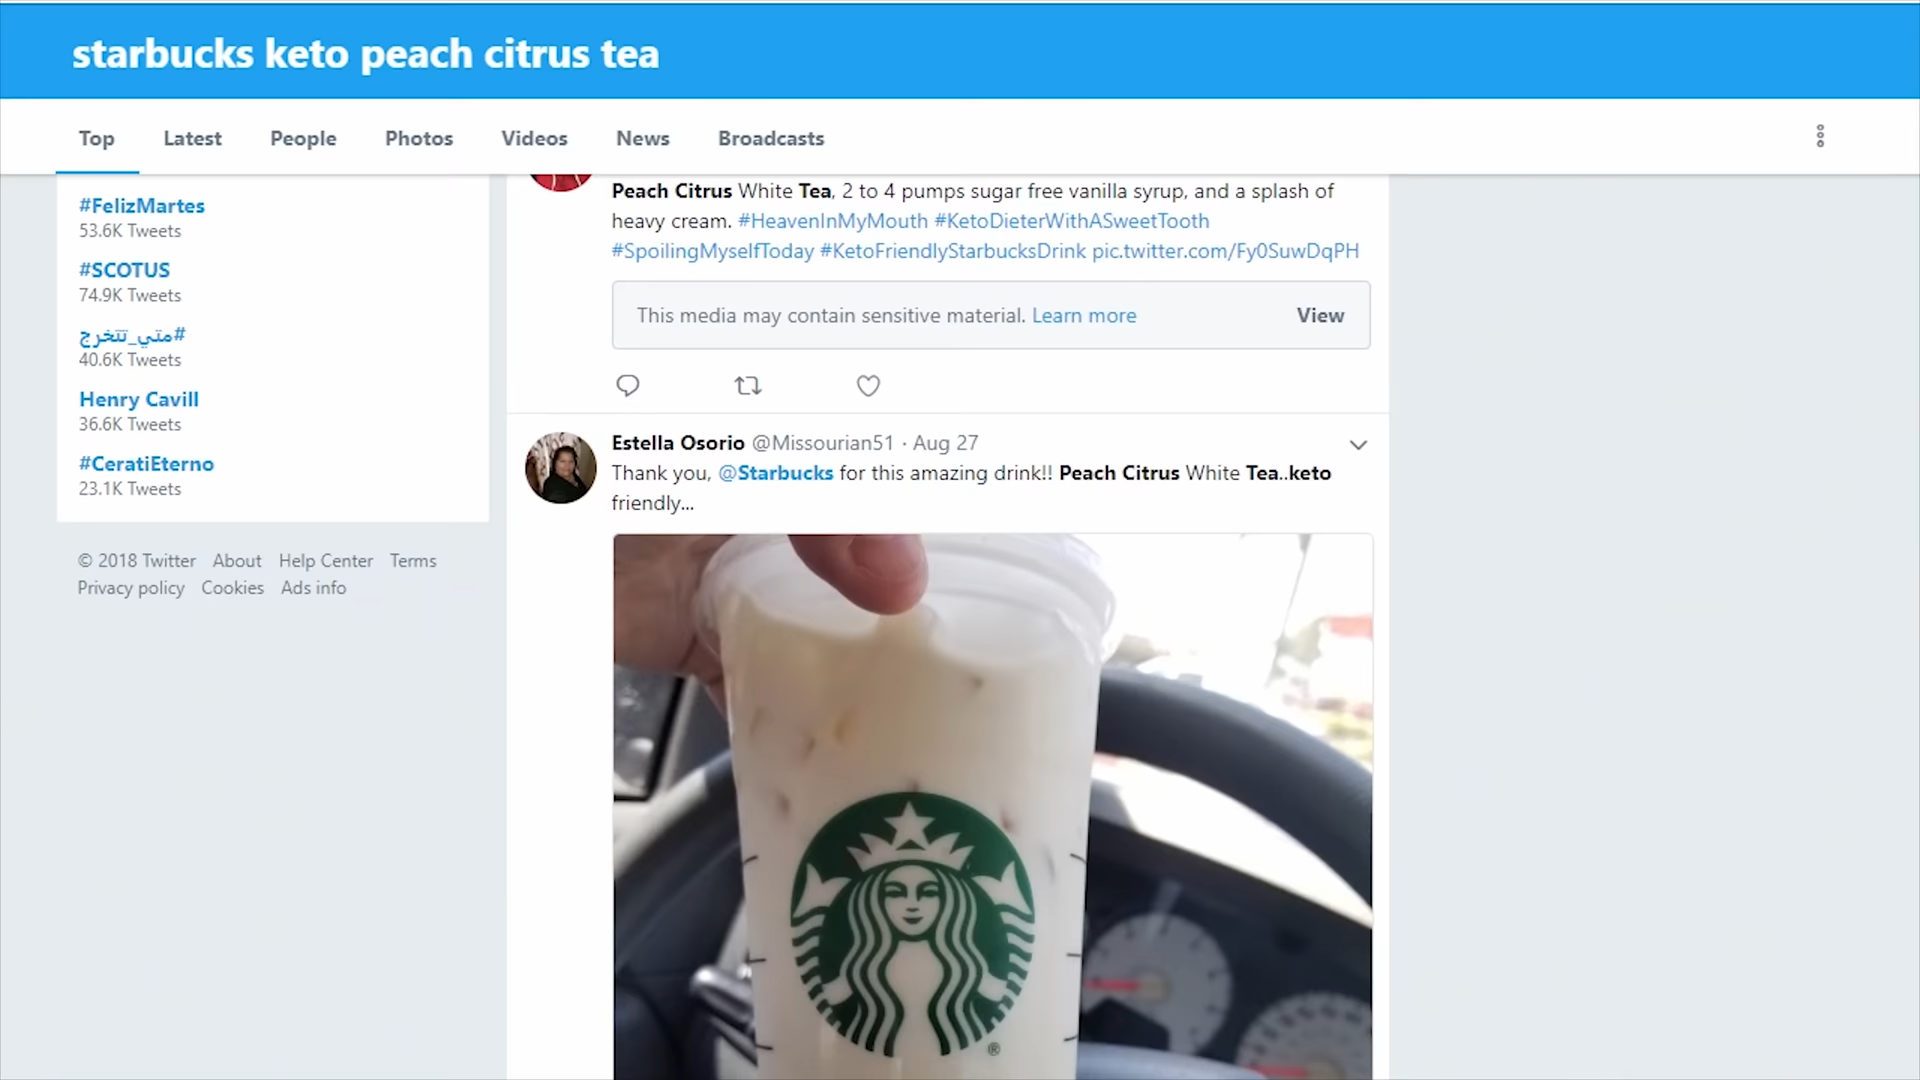 starbucks keto peach citrus tea
Top
Latest
People
Photos
Videos
News
Broadcasts
#FelizMartes
53.6K Tweets
#SCOTUS
74.9K Tweets
#متي_تتخرج
40.6K Tweets
Henry Cavill
36.6K Tweets
#CeratiEterno
23.1K Tweets
© 2018 Twitter About Help Center Terms
Privacy policy Cookies Ads info
Peach Citrus White Tea, 2 to 4 pumps sugar free vanilla syrup, and a splash of
heavy cream. #HeavenInMyMouth #KetoDieterWithASweetTooth
#SpoilingMyselfToday #KetoFriendlyStarbucksDrink pic.twitter.com/Fy0SuwDqPH
This media may contain sensitive material. Learn more
View
Estella Osorio @Missourian51 · Aug 27
Thank you, @Starbucks for this amazing drink!! Peach Citrus White Tea..keto
friendly...
®